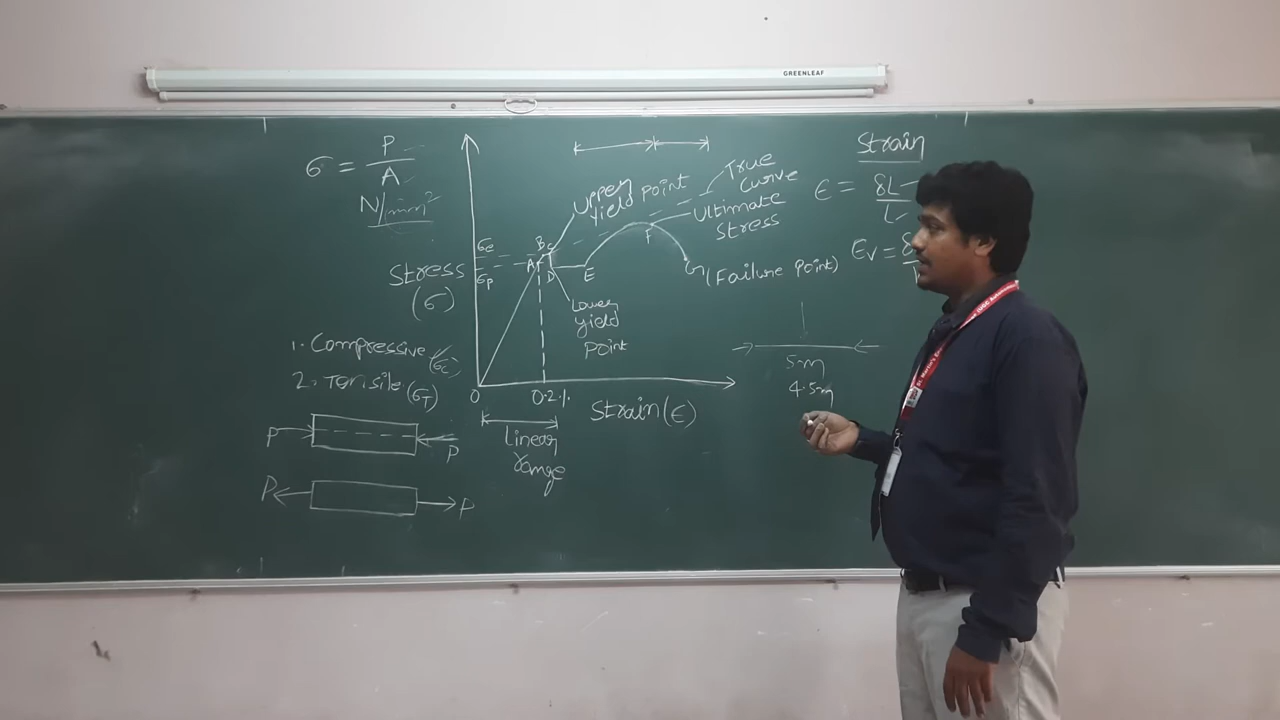 GREENLEAF
σ = P/A
N/mm²
Stress
(σ)
1. Compressive (σc)
2. Tensile (σT)
P
P
P
P
σe
σp
A
B
C
D
E
F
G
Upper
yield Point
True
Curve
Ultimate
Stress
(Failure Point)
Lower
yield
Point
0
0.2%
Strain (ε)
Linear
range
Strain
ε = δL/L
εv = δ
5m
4.5m